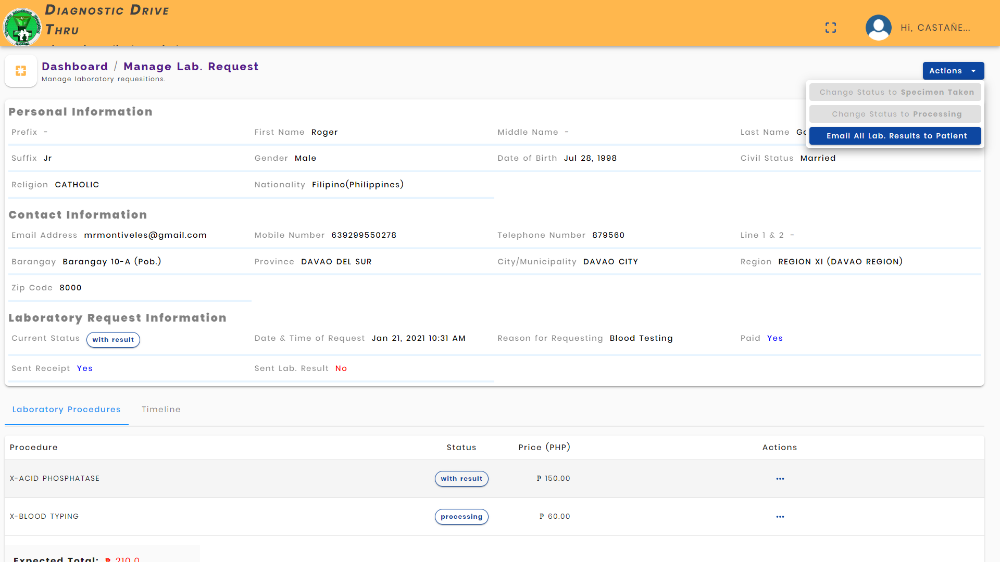 Diagnostic Drive
Thru
Hi, CASTAÑE...
Dashboard / Manage Lab. Request
Manage laboratory requesitions.
Actions
Change Status to Specimen Taken
Change Status to Processing
Email All Lab. Results to Patient
Personal Information
Prefix -
First Name Roger
Middle Name -
Last Name
Suffix Jr
Gender Male
Date of Birth Jul 28, 1998
Civil Status Married
Religion CATHOLIC
Nationality Filipino(Philippines)
Contact Information
Email Address mrmontiveles@gmail.com
Mobile Number 639299550278
Telephone Number 879560
Line 1 & 2 -
Barangay Barangay 10-A (Pob.)
Province DAVAO DEL SUR
City/Municipality DAVAO CITY
Region REGION XI (DAVAO REGION)
Zip Code 8000
Laboratory Request Information
Current Status with result
Date & Time of Request Jan 21, 2021 10:31 AM
Reason for Requesting Blood Testing
Paid Yes
Sent Receipt Yes
Sent Lab. Result No
Laboratory Procedures
Timeline
Procedure Status Price (PHP) Actions
X-ACID PHOSPHATASE with result ₱ 150.00 ...
X-BLOOD TYPING processing ₱ 60.00 ...
Expected Total: ₱ 210.0